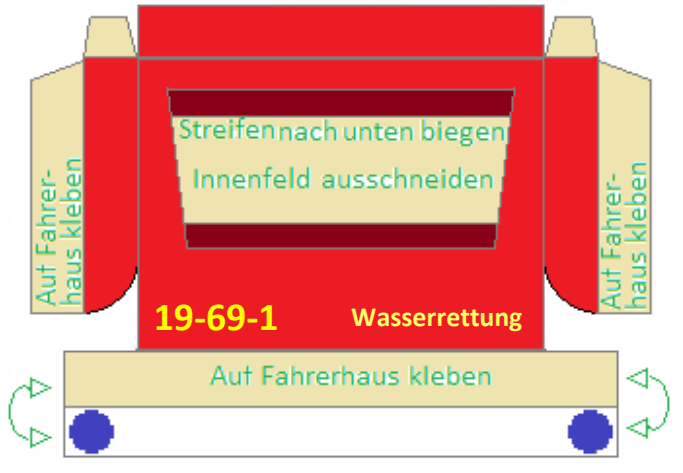 Streifen nach unten biegen
Innenfeld ausschneiden
Auf Fahrer-
haus kleben
Auf Fahrer-
haus kleben
19-69-1
Wasserrettung
Auf Fahrerhaus kleben